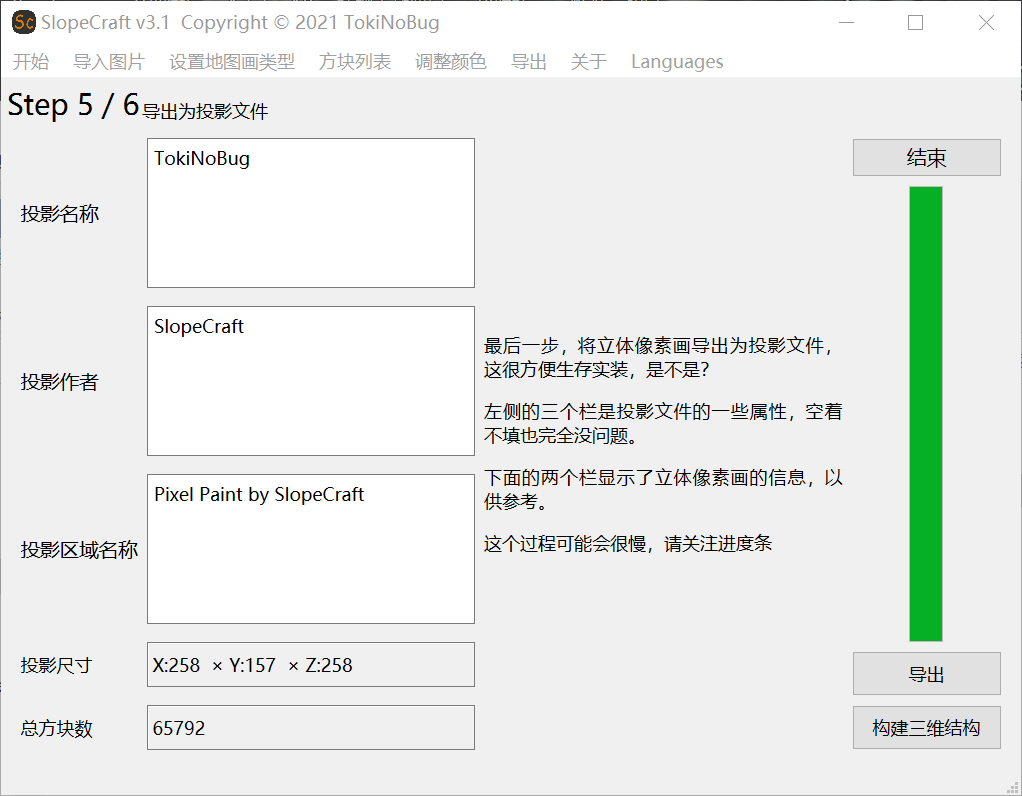 SlopeCraft v3.1 Copyright © 2021 TokiNoBug
开始 导入图片 设置地图画类型 方块列表 调整颜色 导出 关于 Languages
Step 5 / 6 导出为投影文件
投影名称
TokiNoBug
投影作者
SlopeCraft
投影区域名称
Pixel Paint by SlopeCraft
投影尺寸
X:258 × Y:157 × Z:258
总方块数
65792
最后一步，将立体像素画导出为投影文件，
这很方便生存实装，是不是？
左侧的三个栏是投影文件的一些属性，空着
不填也完全没问题。
下面的两个栏显示了立体像素画的信息，以
供参考。
这个过程可能会很慢，请关注进度条
结束
导出
构建三维结构